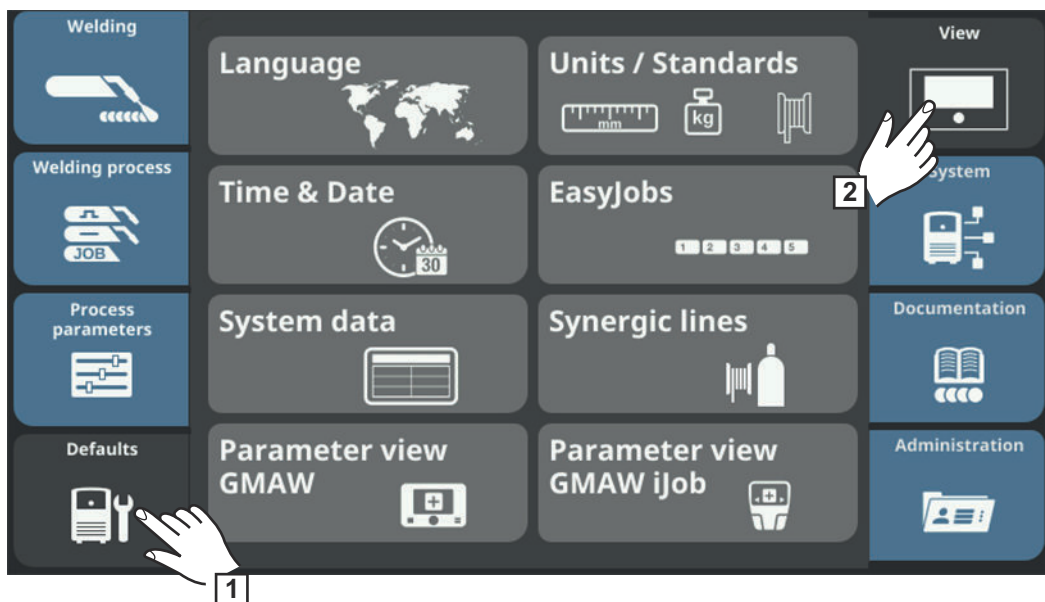 Welding
Welding process
JOB
Process
parameters
Defaults
1
Language
Units / Standards
mm
kg
Time & Date
30
EasyJobs
1 2 3 4 5
System data
Synergic lines
Parameter view
GMAW
Parameter view
GMAW iJob
View
2
System
Documentation
Administration